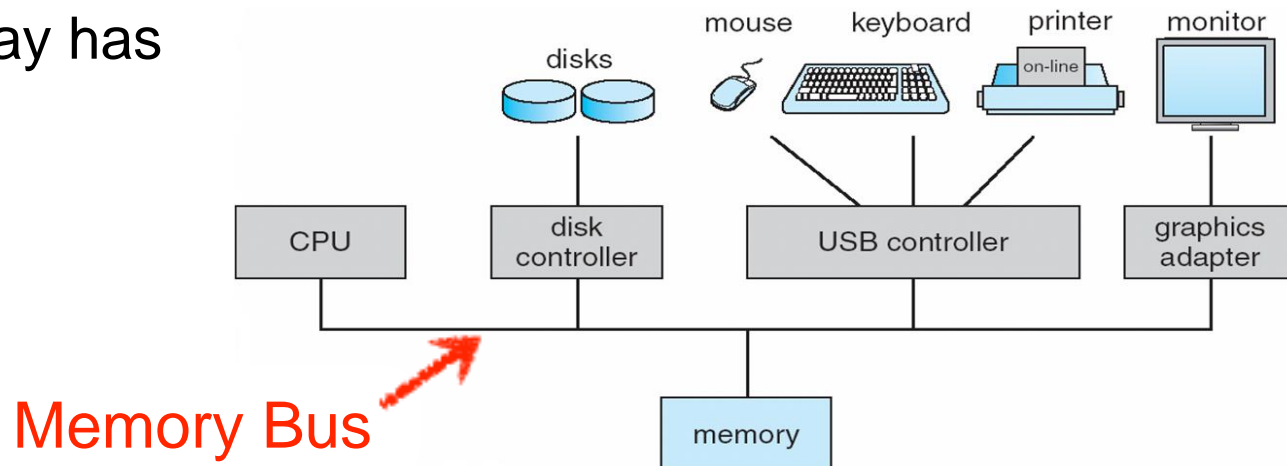 ay has
mouse
keyboard
printer
monitor
disks
on-line
CPU
disk
controller
USB controller
graphics
adapter
Memory Bus
memory